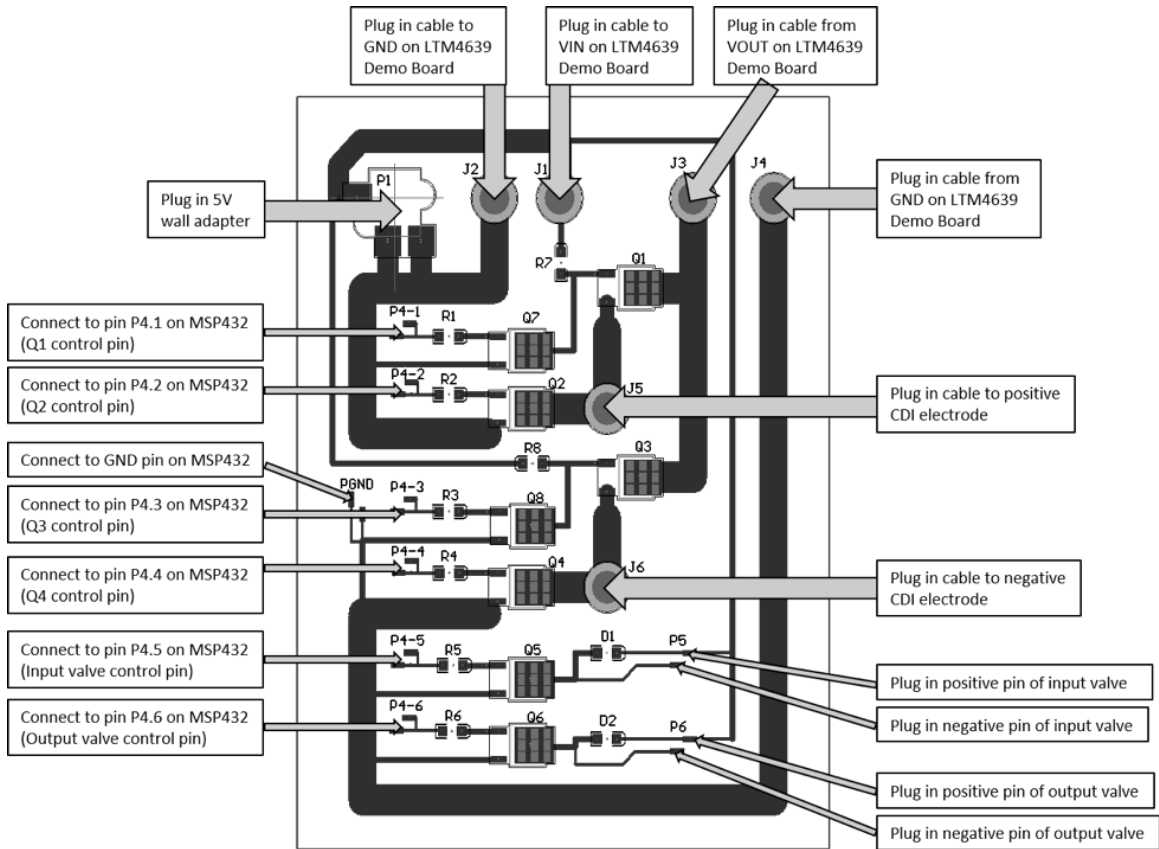 Plug in cable to
GND on LTM4639
Demo Board
Plug in cable to
VIN on LTM4639
Demo Board
Plug in cable from
VOUT on LTM4639
Demo Board
J2
J1
J3
J4
P1
Plug in 5V
wall adapter
Plug in cable from
GND on LTM4639
Demo Board
R7
Q1
Connect to pin P4.1 on MSP432
(Q1 control pin)
P4-1
R1
Q7
Connect to pin P4.2 on MSP432
(Q2 control pin)
P4-2
R2
Q2
J5
Plug in cable to positive
CDI electrode
Connect to GND pin on MSP432
PGND
R8
Q3
Connect to pin P4.3 on MSP432
(Q3 control pin)
P4-3
R3
Q8
Connect to pin P4.4 on MSP432
(Q4 control pin)
P4-4
R4
Q4
J6
Plug in cable to negative
CDI electrode
Connect to pin P4.5 on MSP432
(Input valve control pin)
P4-5
R5
Q5
D1
P5
Plug in positive pin of input valve
Plug in negative pin of input valve
Connect to pin P4.6 on MSP432
(Output valve control pin)
P4-6
R6
Q6
D2
P6
Plug in positive pin of output valve
Plug in negative pin of output valve